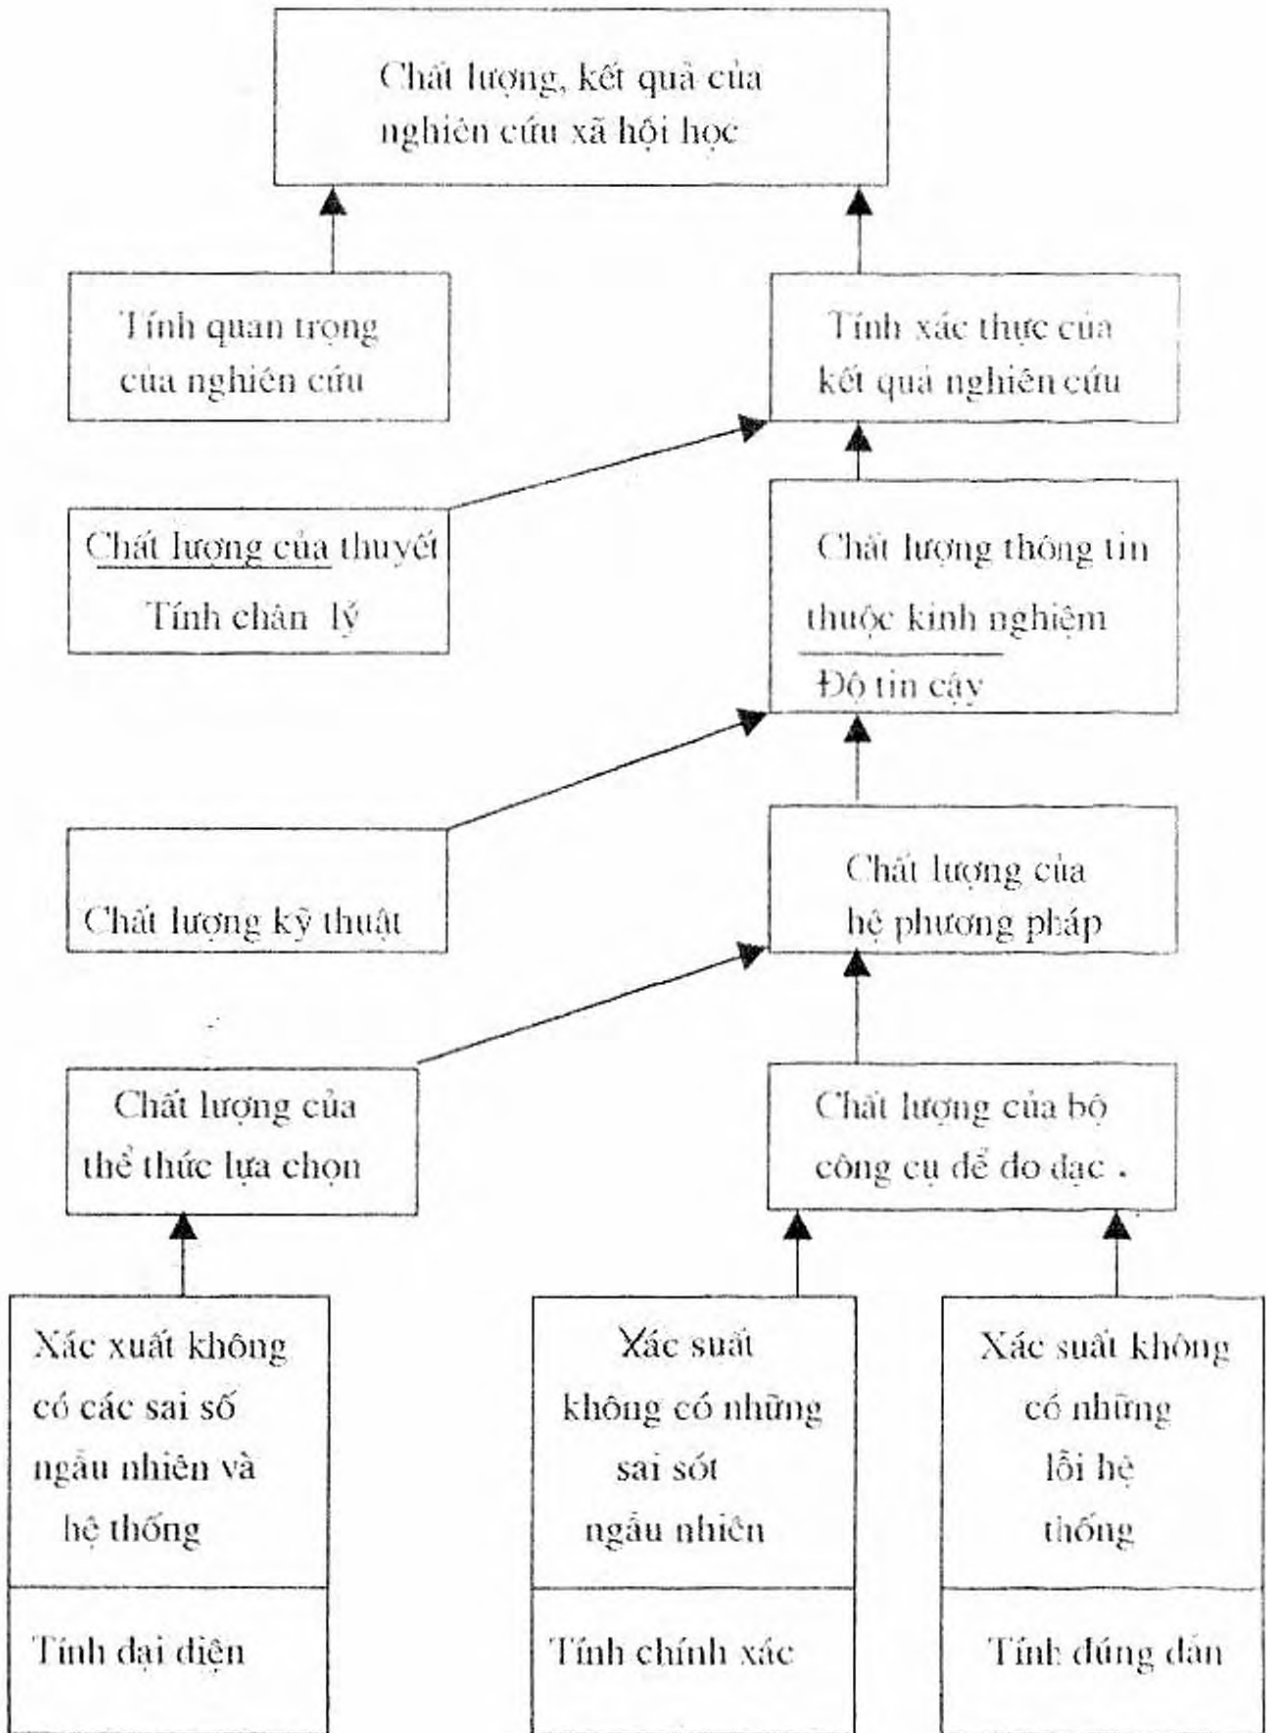 Chất lượng, kết quả của
nghiên cứu xã hội học
Tính quan trọng
của nghiên cứu
Tính xác thực của
kết quả nghiên cứu
Chất lượng của thuyết
Tính chân lý
Chất lượng thông tin
thuộc kinh nghiệm
Độ tin cậy
Chất lượng kỹ thuật
Chất lượng của
hệ phương pháp
Chất lượng của
thể thức lựa chọn
Chất lượng của bộ
công cụ để đo đạc .
Xác xuất không
có các sai số
ngẫu nhiên và
hệ thống
Tính đại diện
Xác suất
không có những
sai sót
ngẫu nhiên
Tính chính xác
Xác suất không
có những
lỗi hệ
thống
Tính đúng đắn